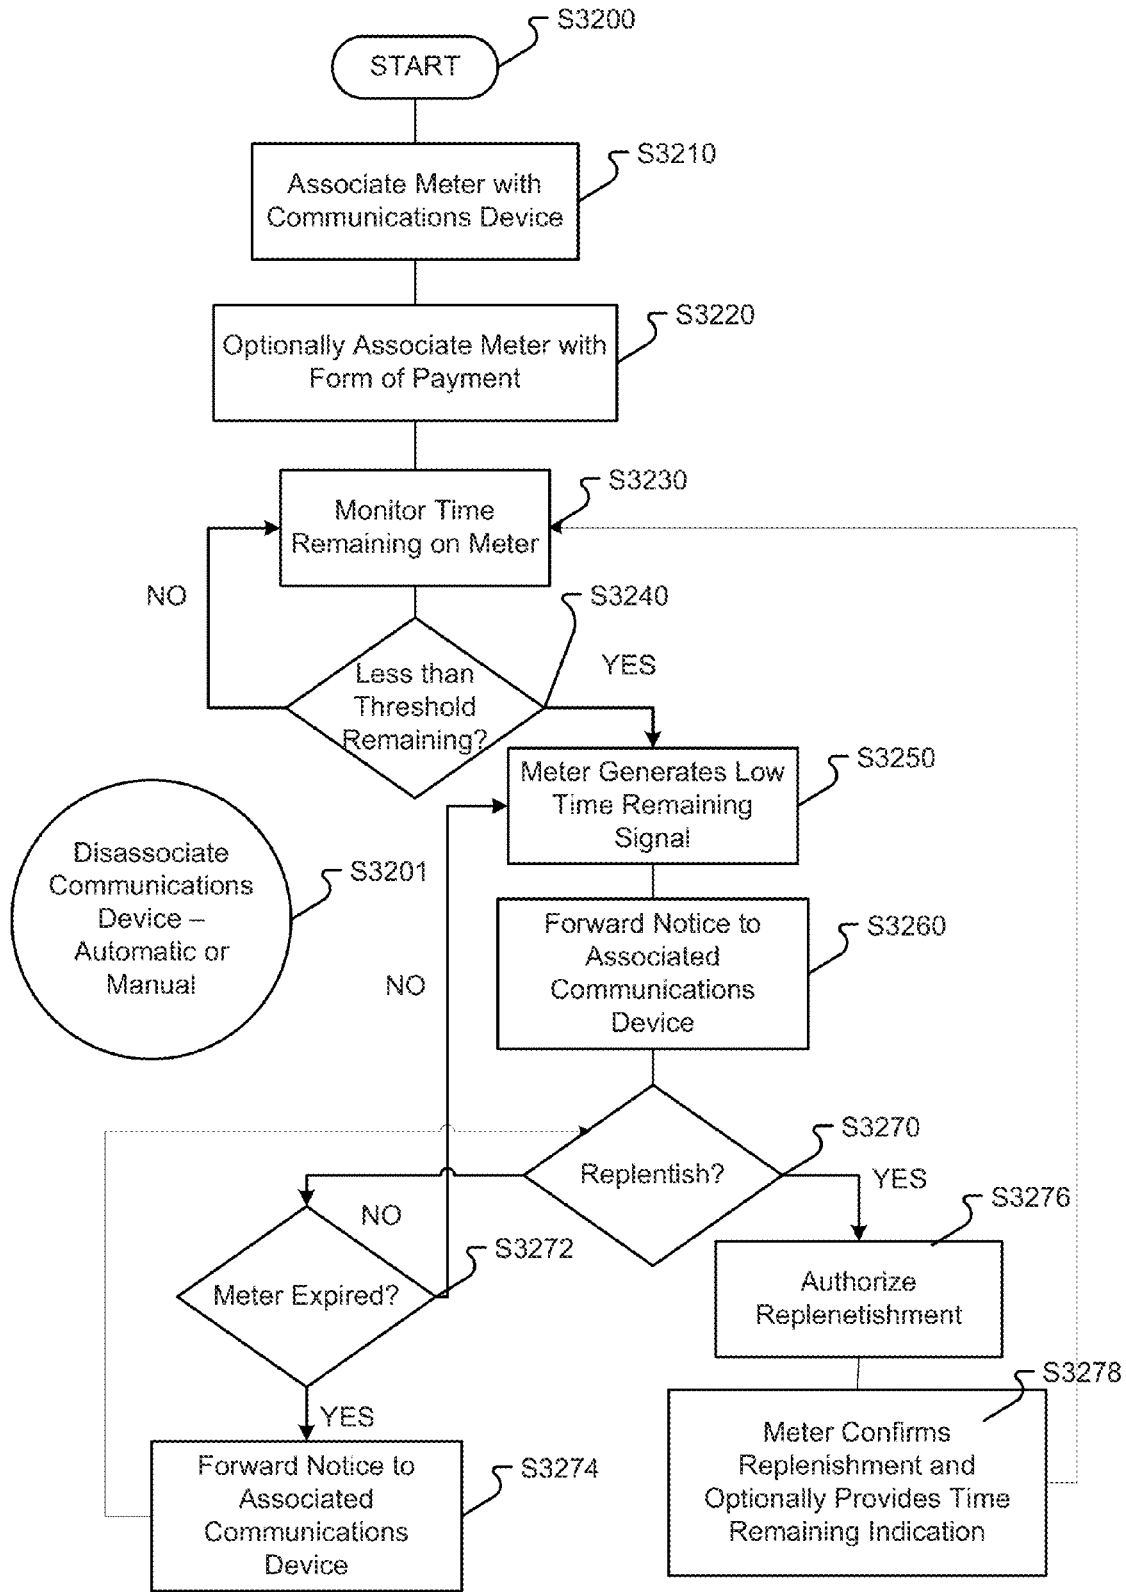 S3200
START
S3210
Associate Meter with
Communications Device
S3220
Optionally Associate Meter with
Form of Payment
S3230
Monitor Time
Remaining on Meter
NO
S3240
YES
Less than
Threshold
Remaining?
S3250
Meter Generates Low
Time Remaining
Signal
S3201
Disassociate
Communications
Device –
Automatic or
Manual
S3260
Forward Notice to
Associated
Communications
Device
NO
S3270
Replentish?
YES
NO
S3276
Authorize
Replenetishment
S3272
Meter Expired?
YES
S3278
Meter Confirms
Replenishment and
Optionally Provides Time
Remaining Indication
S3274
Forward Notice to
Associated
Communications
Device